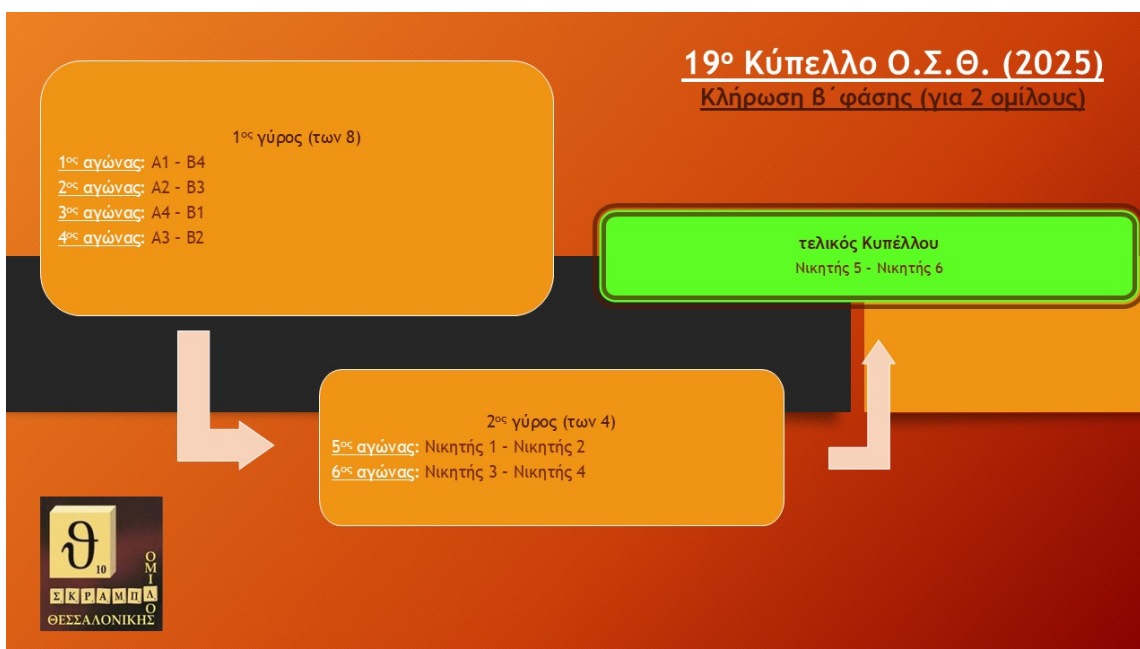 19ο Κύπελλο Ο.Σ.Θ. (2025)
Κλήρωση β΄φάσης (για 2 ομίλους)
1ος γύρος (των 8)
1ος αγώνας: Α1 - Β4
2ος αγώνας: Α2 - Β3
3ος αγώνας: Α4 - Β1
4ος αγώνας: Α3 - Β2
τελικός Κυπέλλου
Νικητής 5 - Νικητής 6
2ος γύρος (των 4)
5ος αγώνας: Νικητής 1 - Νικητής 2
6ος αγώνας: Νικητής 3 - Νικητής 4
ϑ 10
ΟΜΙΛΟΣ
ΣΚΡΑΜΠΛ
ΘΕΣΣΑΛΟΝΙΚΗΣ